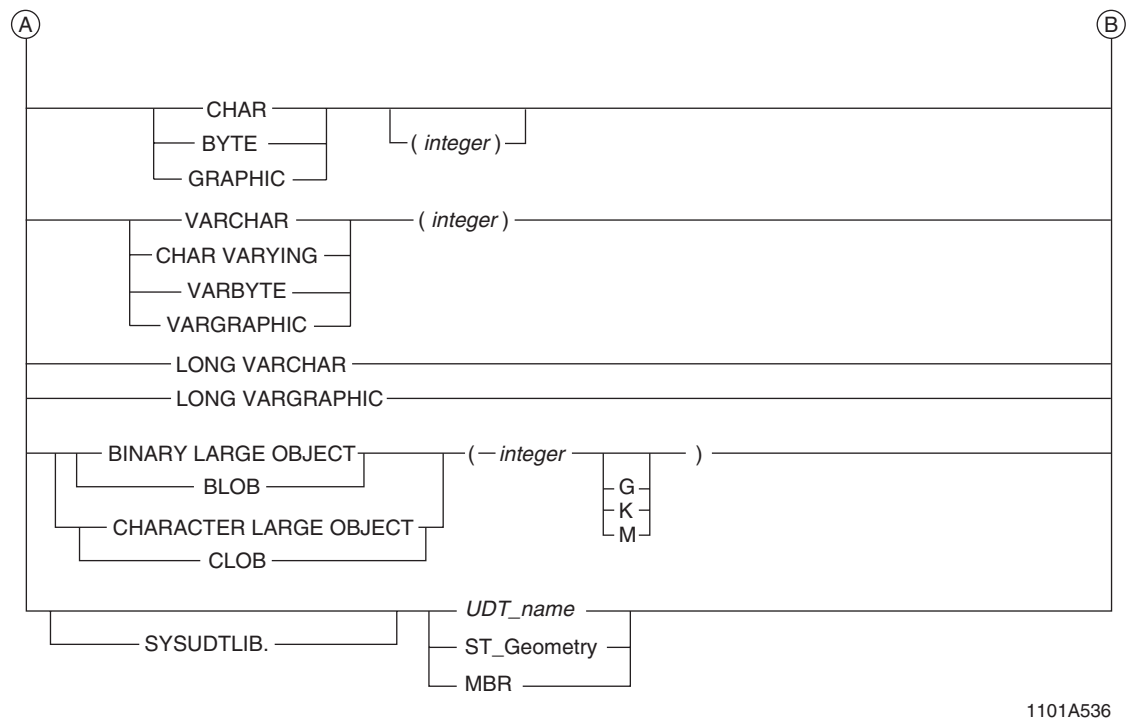 A B
CHAR
BYTE ( integer )
GRAPHIC
VARCHAR ( integer )
CHAR VARYING
VARBYTE
VARGRAPHIC
LONG VARCHAR
LONG VARGRAPHIC
BINARY LARGE OBJECT ( integer )
BLOB G
K
CHARACTER LARGE OBJECT M
CLOB
UDT_name
SYSUDTLIB. ST_Geometry
MBR
1101A536